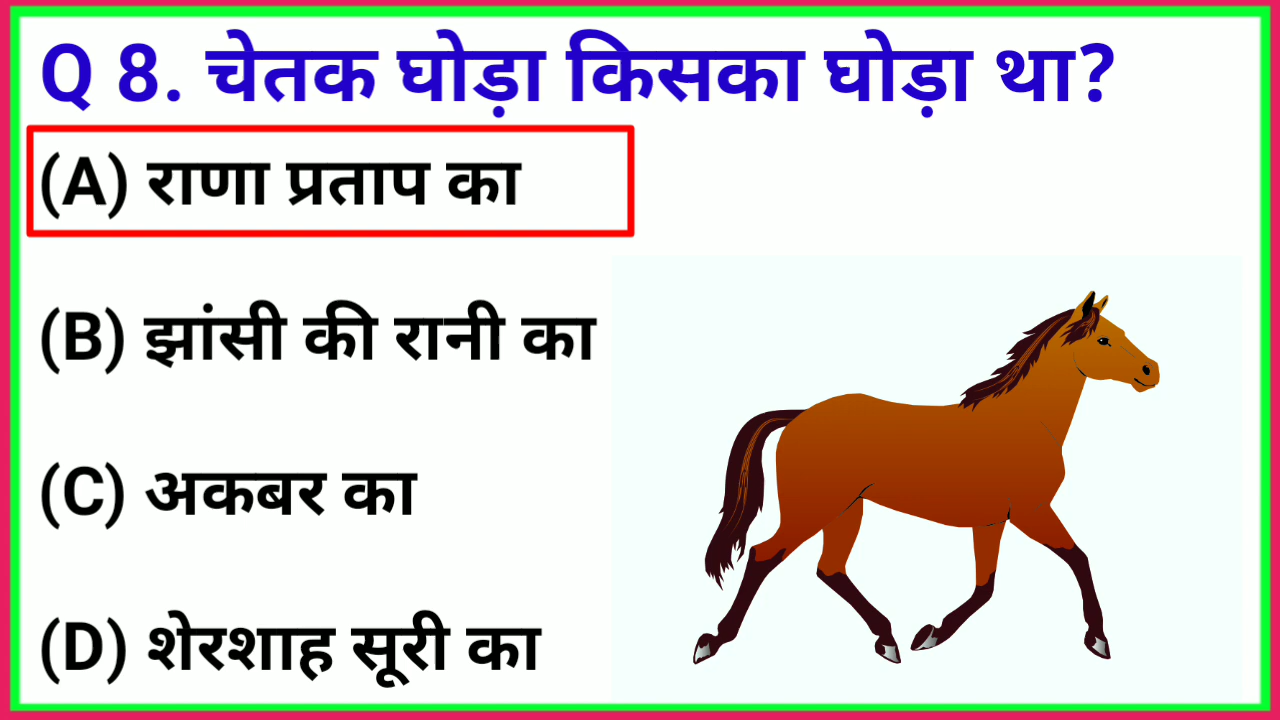 Q 8. चेतक घोड़ा किसका घोड़ा था?
(A) राणा प्रताप का
(B) झांसी की रानी का
(C) अकबर का
(D) शेरशाह सूरी का